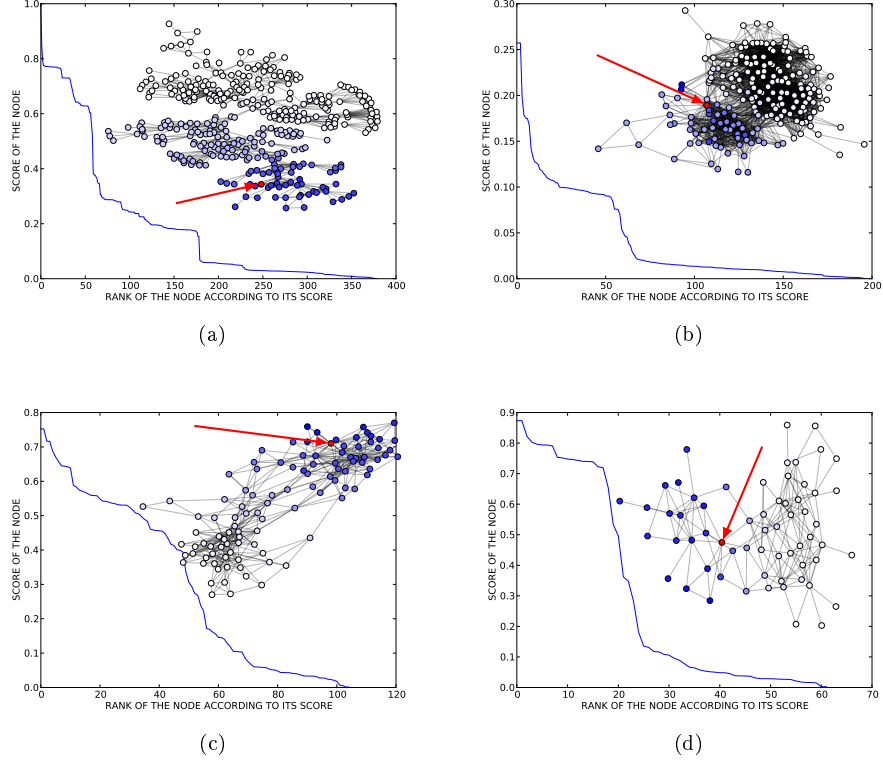 1.0
0.8
0.6
0.4
0.2
0.0
SCORE OF THE NODE
0 50 100 150 200 250 300 350 400
RANK OF THE NODE ACCORDING TO ITS SCORE
(a)
0.30
0.25
0.20
0.15
0.10
0.05
0.00
SCORE OF THE NODE
0 50 100 150 200
RANK OF THE NODE ACCORDING TO ITS SCORE
(b)
0.8
0.7
0.6
0.5
0.4
0.3
0.2
0.1
0.0
SCORE OF THE NODE
0 20 40 60 80 100 120
RANK OF THE NODE ACCORDING TO ITS SCORE
(c)
0.9
0.8
0.7
0.6
0.5
0.4
0.3
0.2
0.1
0.0
SCORE OF THE NODE
0 10 20 30 40 50 60 70
RANK OF THE NODE ACCORDING TO ITS SCORE
(d)